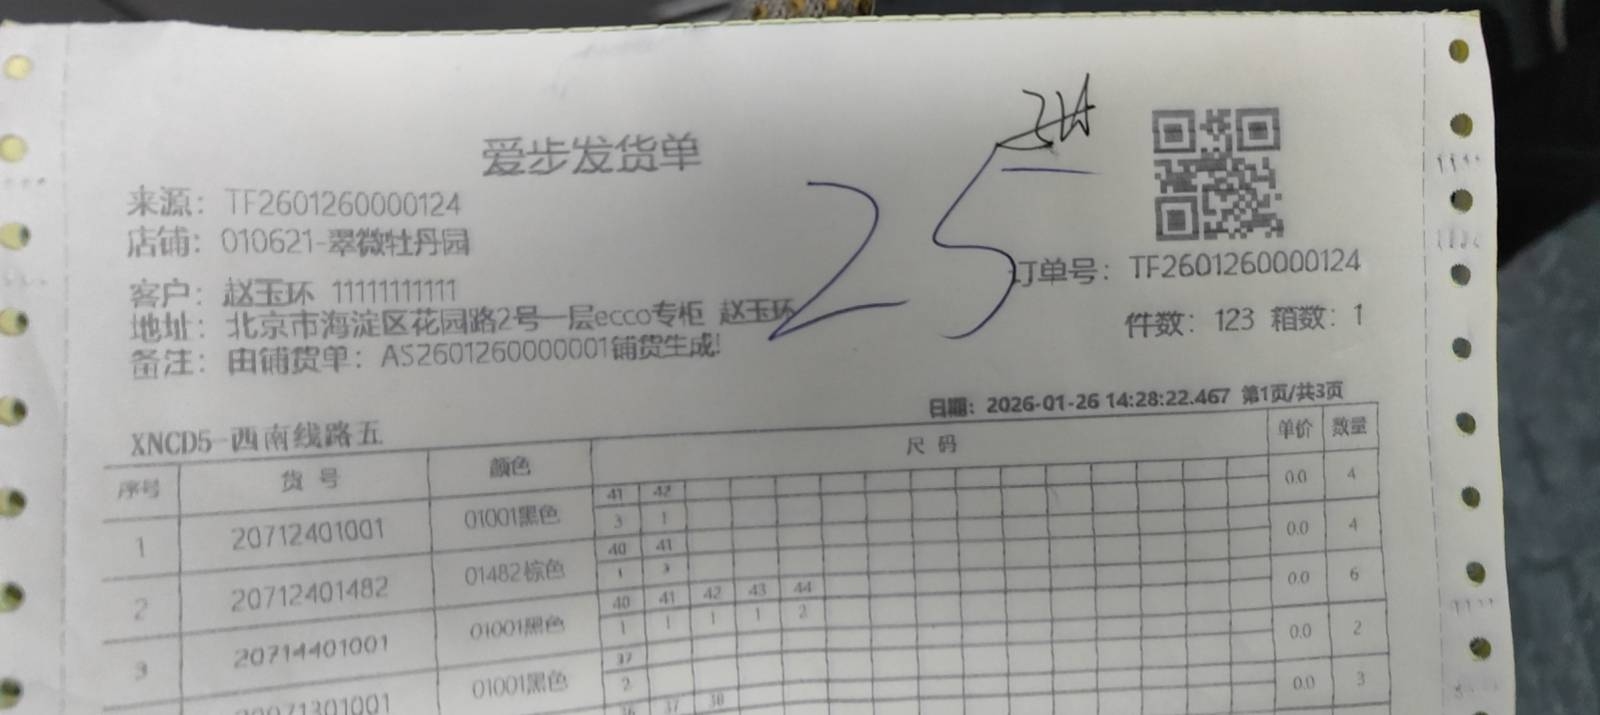 爱步发货单
来源：TF2601260000124
店铺：010621-翠微牡丹园
25
订单号：TF2601260000124
客户：赵玉环 11111111111
地址：北京市海淀区花园路2号一层ecco专柜 赵玉环
件数：123 箱数：1
备注：由铺货单：AS2601260000001铺货生成!
日期：2026-01-26 14:28:22.467 第1页/共3页
XNCD5-西南线路五
序号 货号 颜色 尺码 单价 数量
41 42
1 20712401001 01001黑色 3 1 0.0 4
40 41
2 20712401482 01482棕色 1 3 0.0 4
40 41 42 43 44
3 20714401001 01001黑色 1 1 1 1 2 0.0 6
37
01001黑色 2 0.0 2
36 37 38
0.0 3